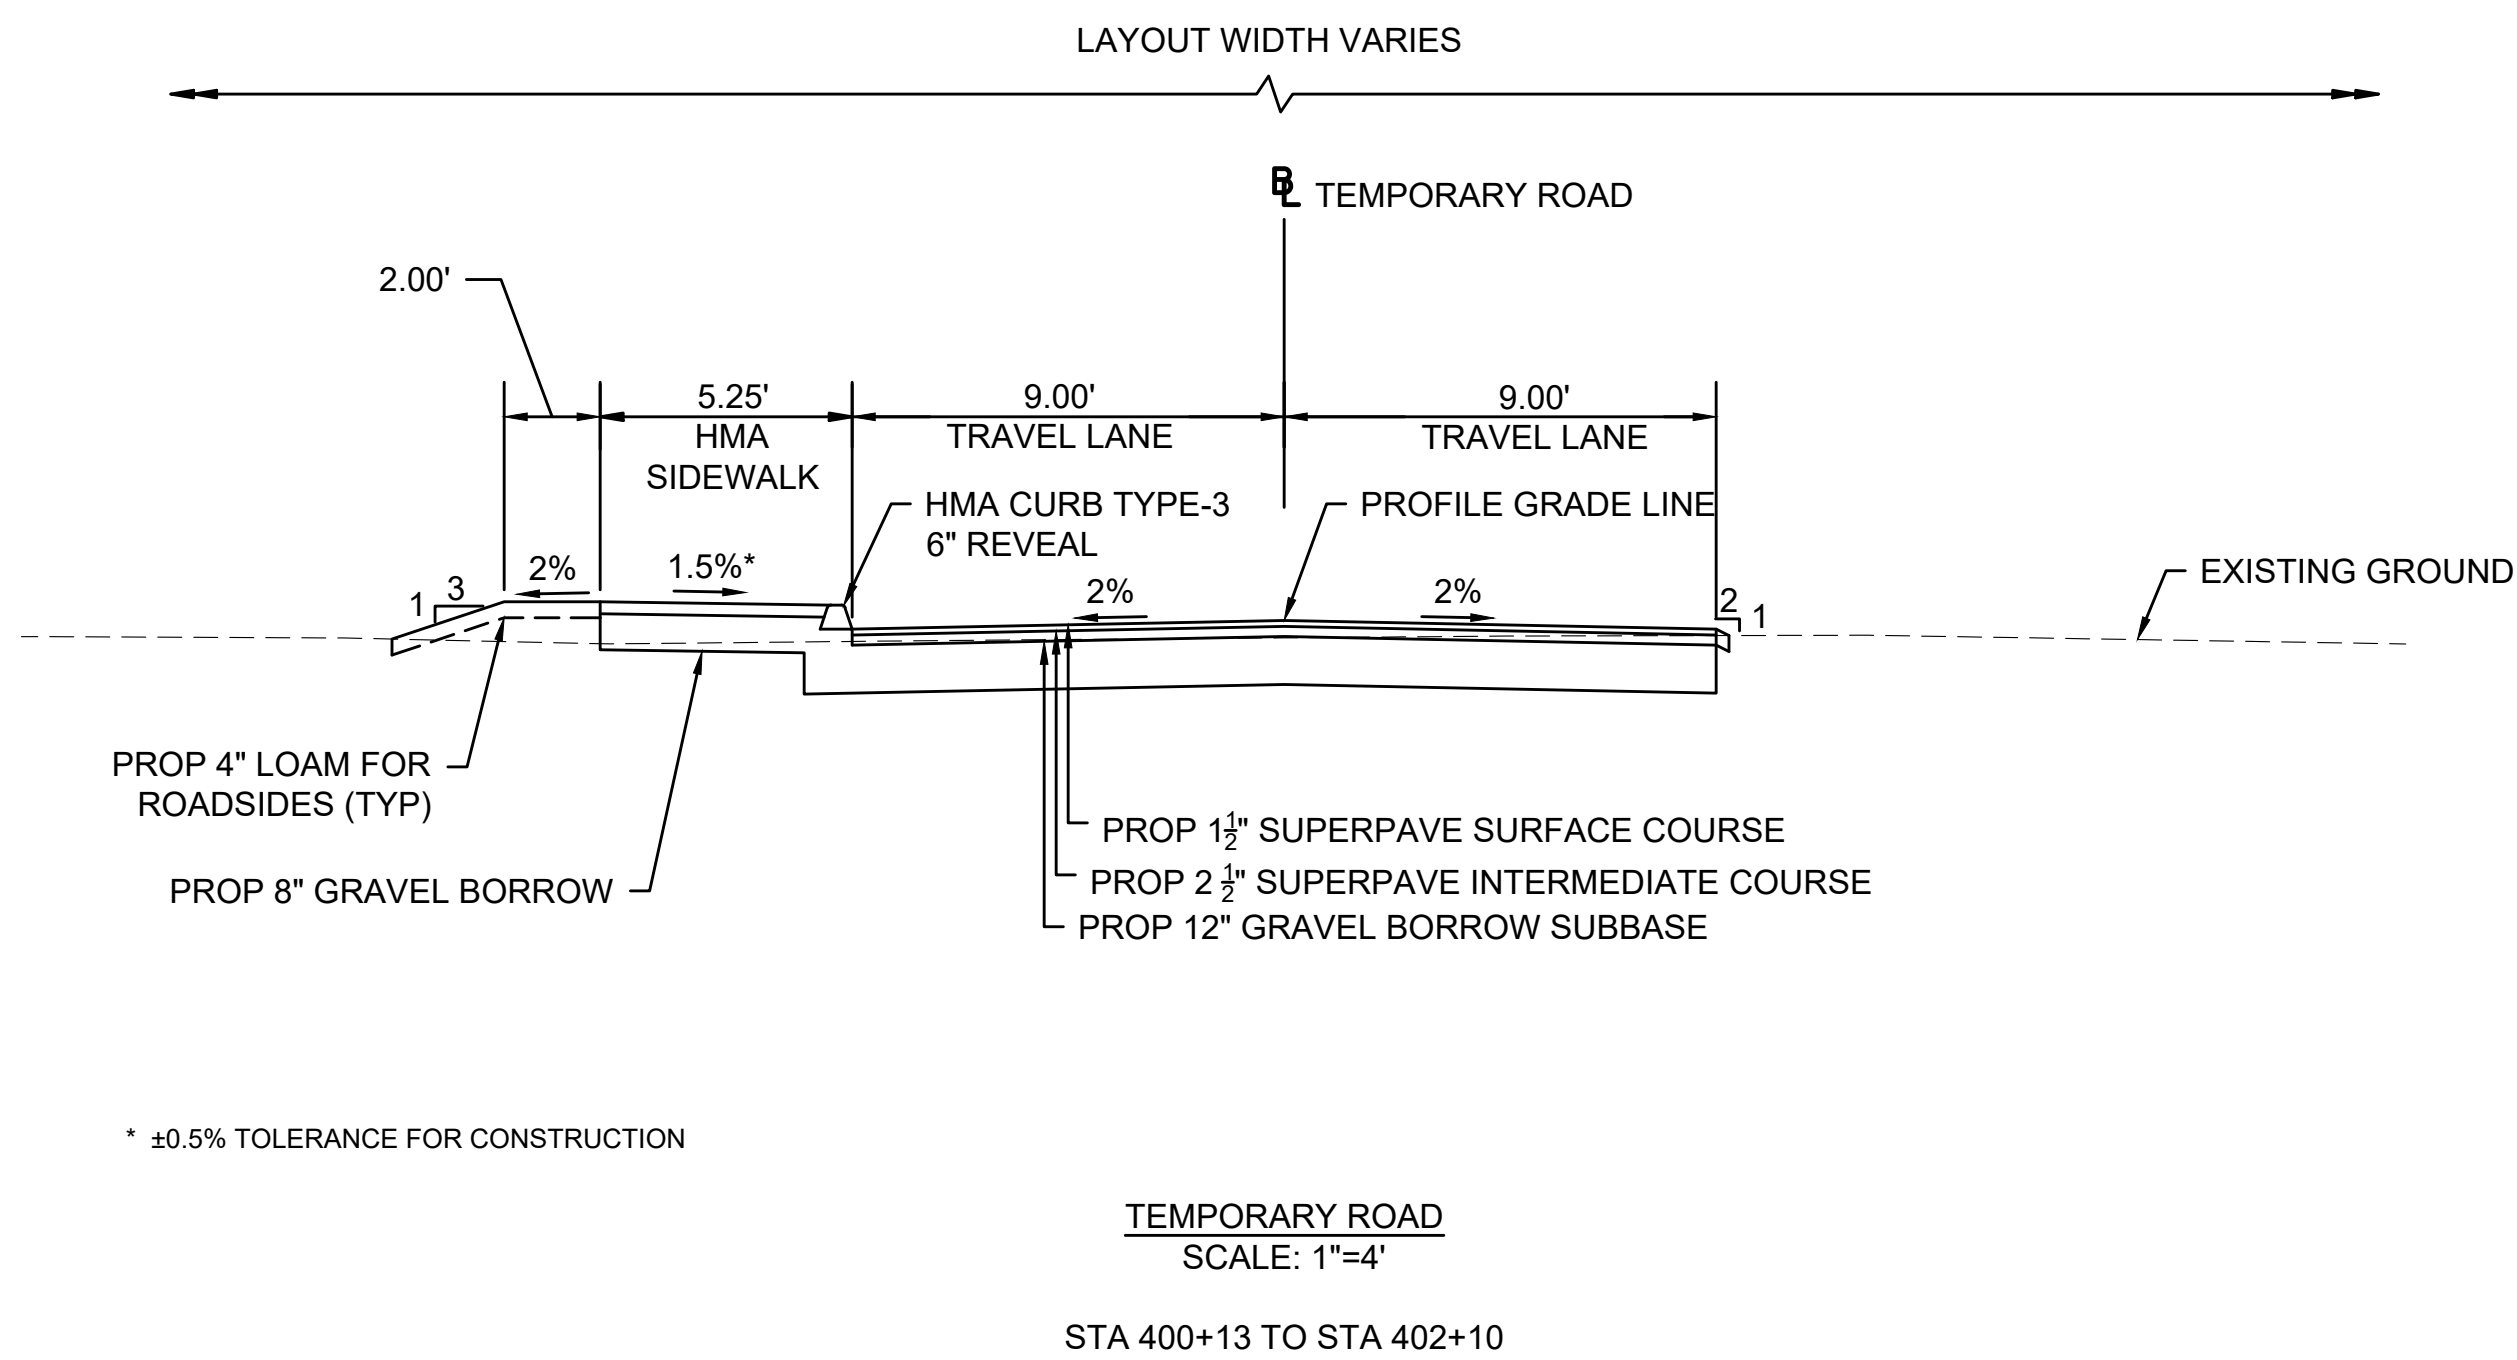 LAYOUT WIDTH VARIES
BL TEMPORARY ROAD
2.00'
5.25'
HMA
SIDEWALK
9.00'
TRAVEL LANE
9.00'
TRAVEL LANE
HMA CURB TYPE-3
6" REVEAL
PROFILE GRADE LINE
EXISTING GROUND
1
3
2%
1.5%*
2%
2%
2
1
PROP 4" LOAM FOR
ROADSIDES (TYP)
PROP 8" GRAVEL BORROW
PROP 1½" SUPERPAVE SURFACE COURSE
PROP 2 ½" SUPERPAVE INTERMEDIATE COURSE
PROP 12" GRAVEL BORROW SUBBASE
* ±0.5% TOLERANCE FOR CONSTRUCTION
TEMPORARY ROAD
SCALE: 1"=4'
STA 400+13 TO STA 402+10